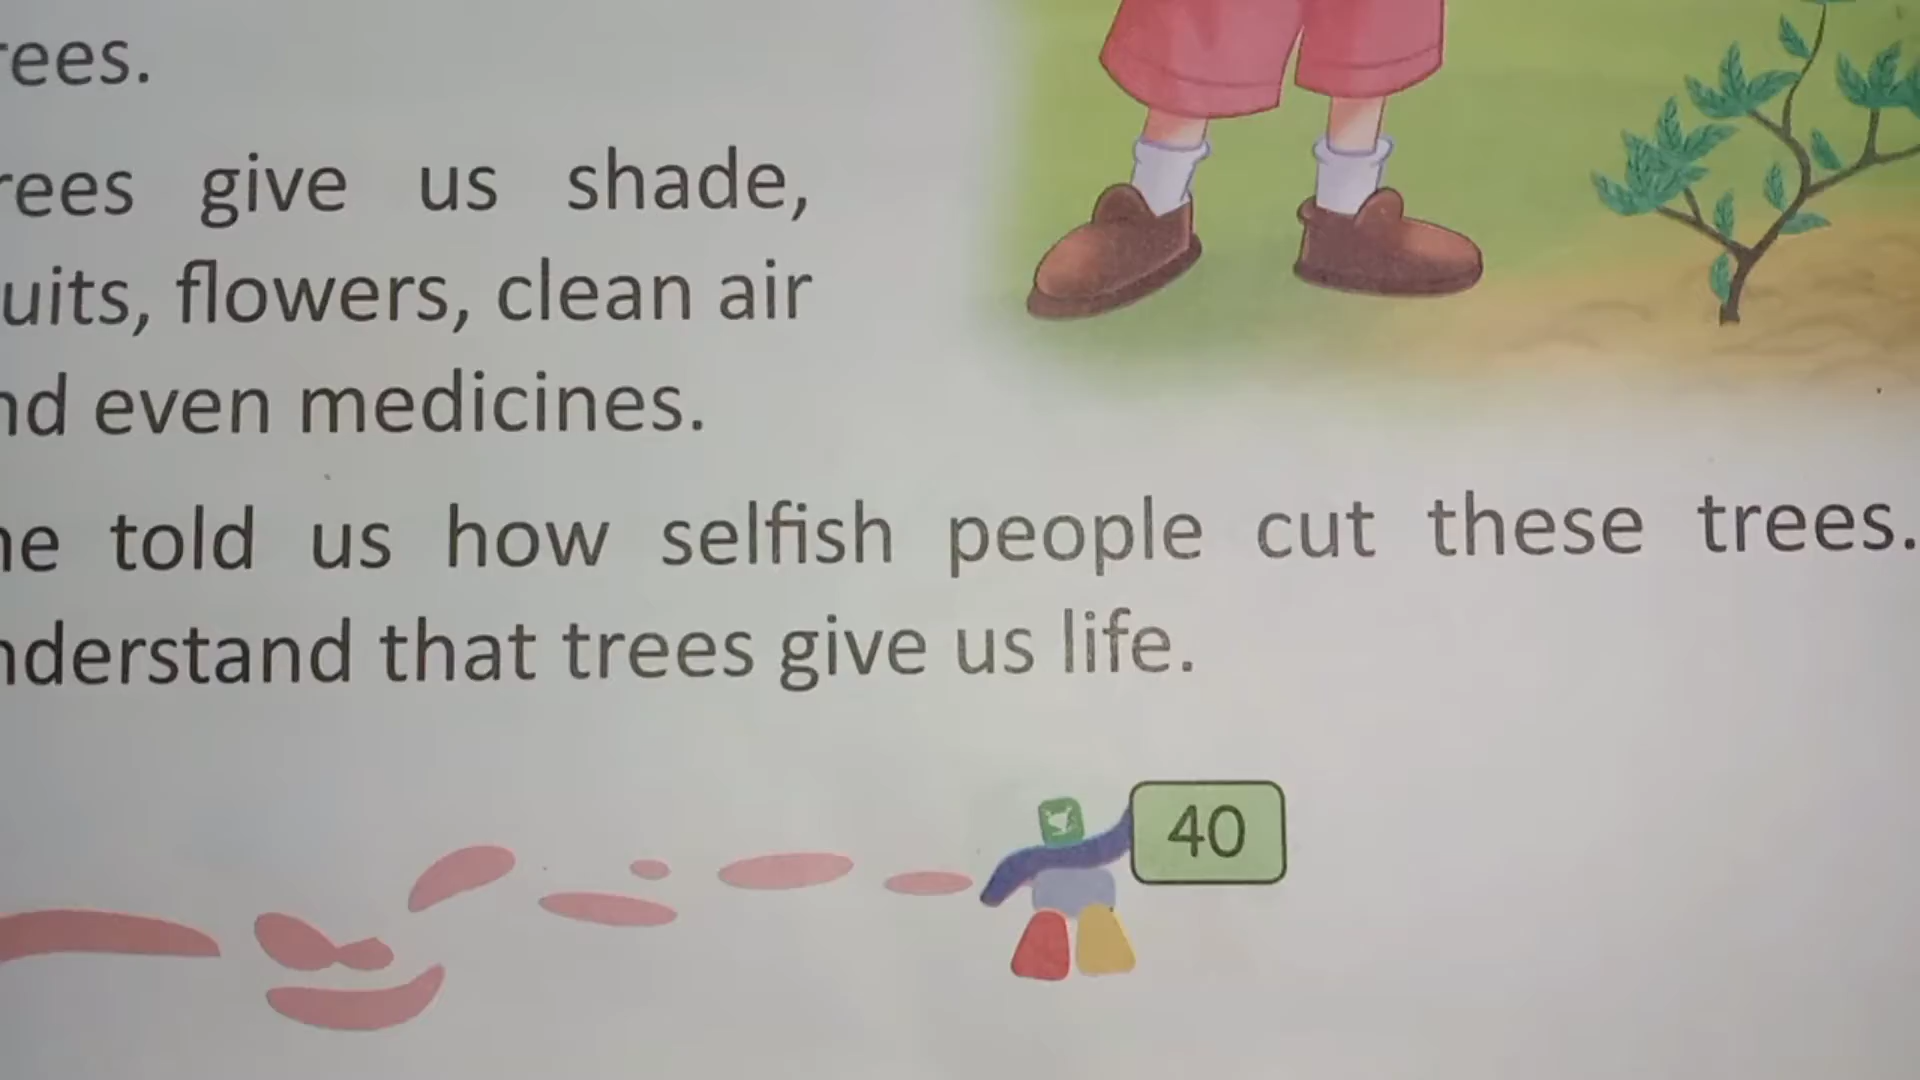 rees.
rees give us shade,
uits, flowers, clean air
nd even medicines.
he told us how selfish people cut these trees.
nderstand that trees give us life.
40